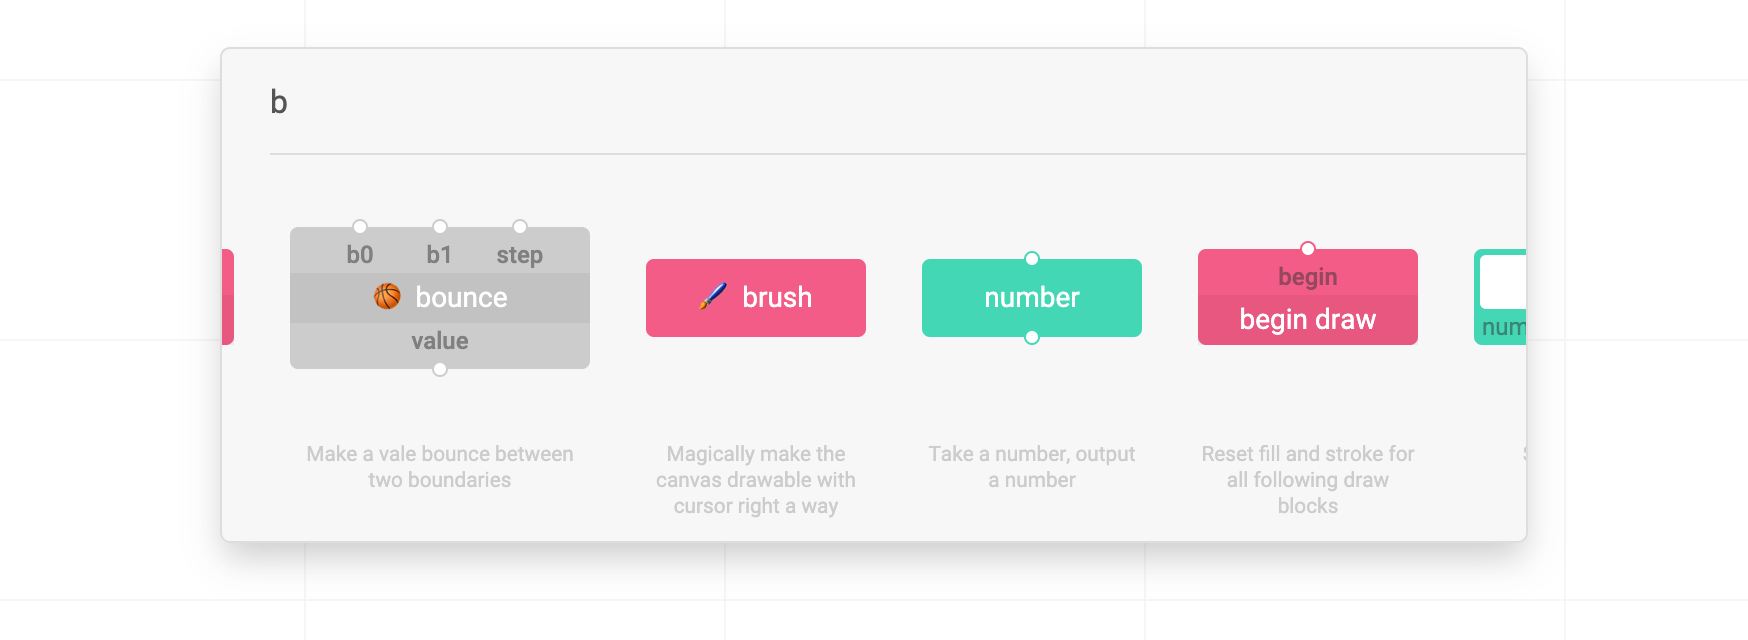 b
b0 b1 step
bounce
value
brush
number
begin
begin draw
num
Make a vale bounce between
two boundaries
Magically make the
canvas drawable with
cursor right a way
Take a number, output
a number
Reset fill and stroke for
all following draw
blocks